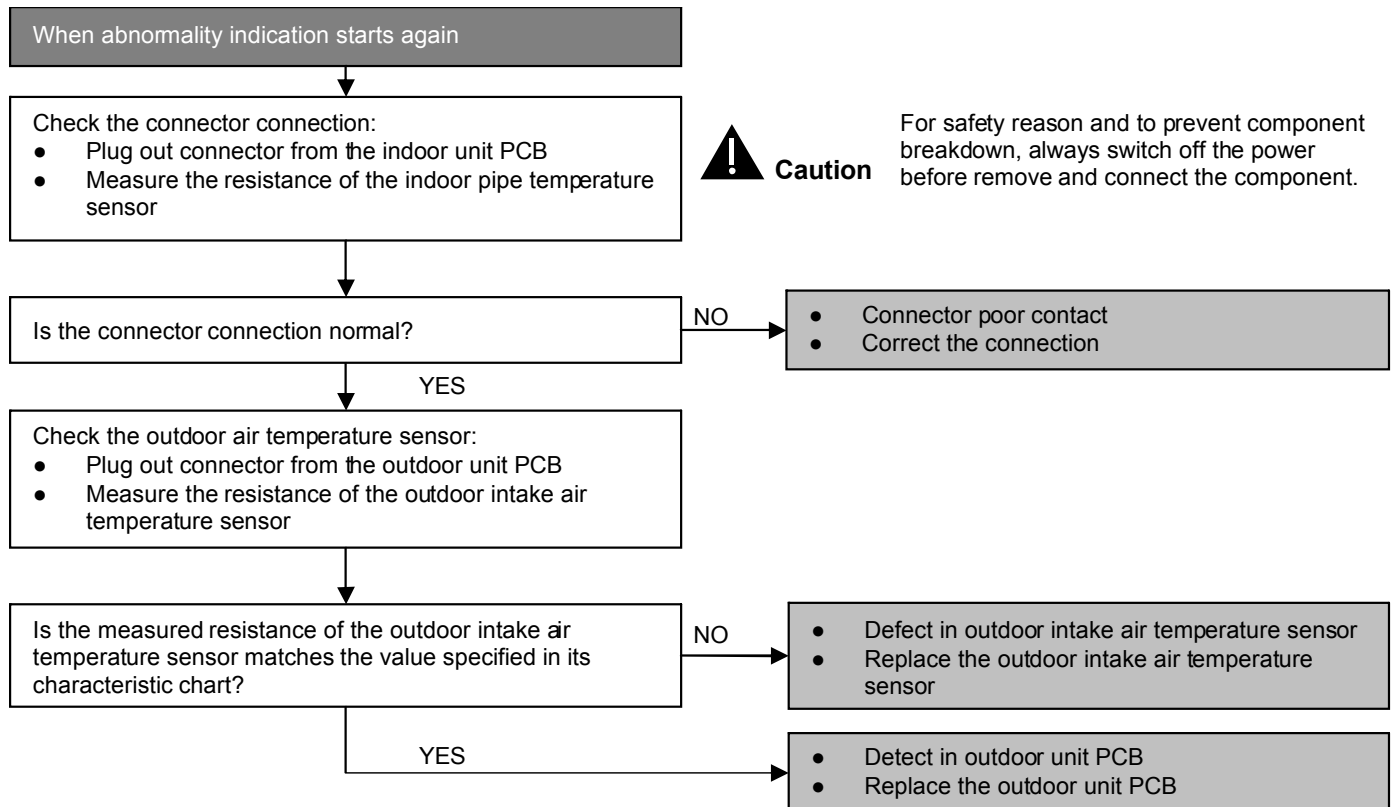 When abnormality indication starts again
Check the connector connection:
● Plug out connector from the indoor unit PCB
● Measure the resistance of the indoor pipe temperature
sensor
Caution
For safety reason and to prevent component
breakdown, always switch off the power
before remove and connect the component.
Is the connector connection normal?
NO
● Connector poor contact
● Correct the connection
YES
Check the outdoor air temperature sensor:
● Plug out connector from the outdoor unit PCB
● Measure the resistance of the outdoor intake air
temperature sensor
Is the measured resistance of the outdoor intake air
temperature sensor matches the value specified in its
characteristic chart?
NO
● Defect in outdoor intake air temperature sensor
● Replace the outdoor intake air temperature
sensor
YES
● Detect in outdoor unit PCB
● Replace the outdoor unit PCB